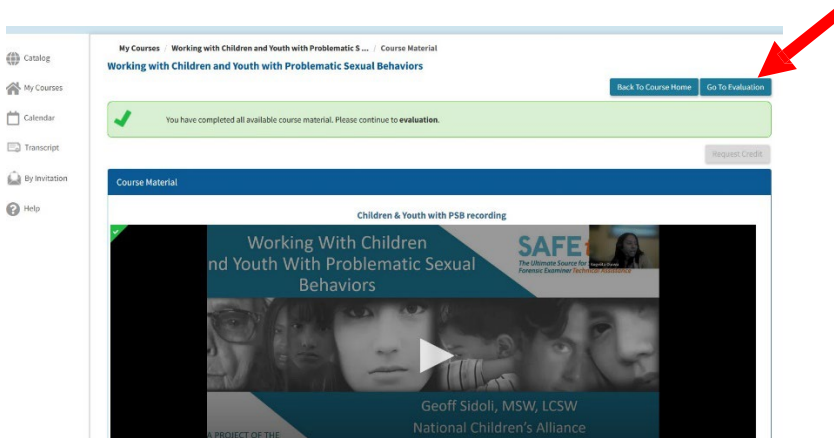 My Courses / Working with Children and Youth with Problematic S ... / Course Material
Working with Children and Youth with Problematic Sexual Behaviors
Catalog
My Courses
Calendar
Transcript
By Invitation
Help
Back To Course Home
Go To Evaluation
You have completed all available course material. Please continue to evaluation.
Request Credit
Course Material
Children & Youth with PSB recording
Working With Children
nd Youth With Problematic Sexual
Behaviors
SAFE
The Ultimate Source for
Forensic Examiner Technical Assistance
Geoff Sidoli, MSW, LCSW
National Children's Alliance
A PROJECT OF THE